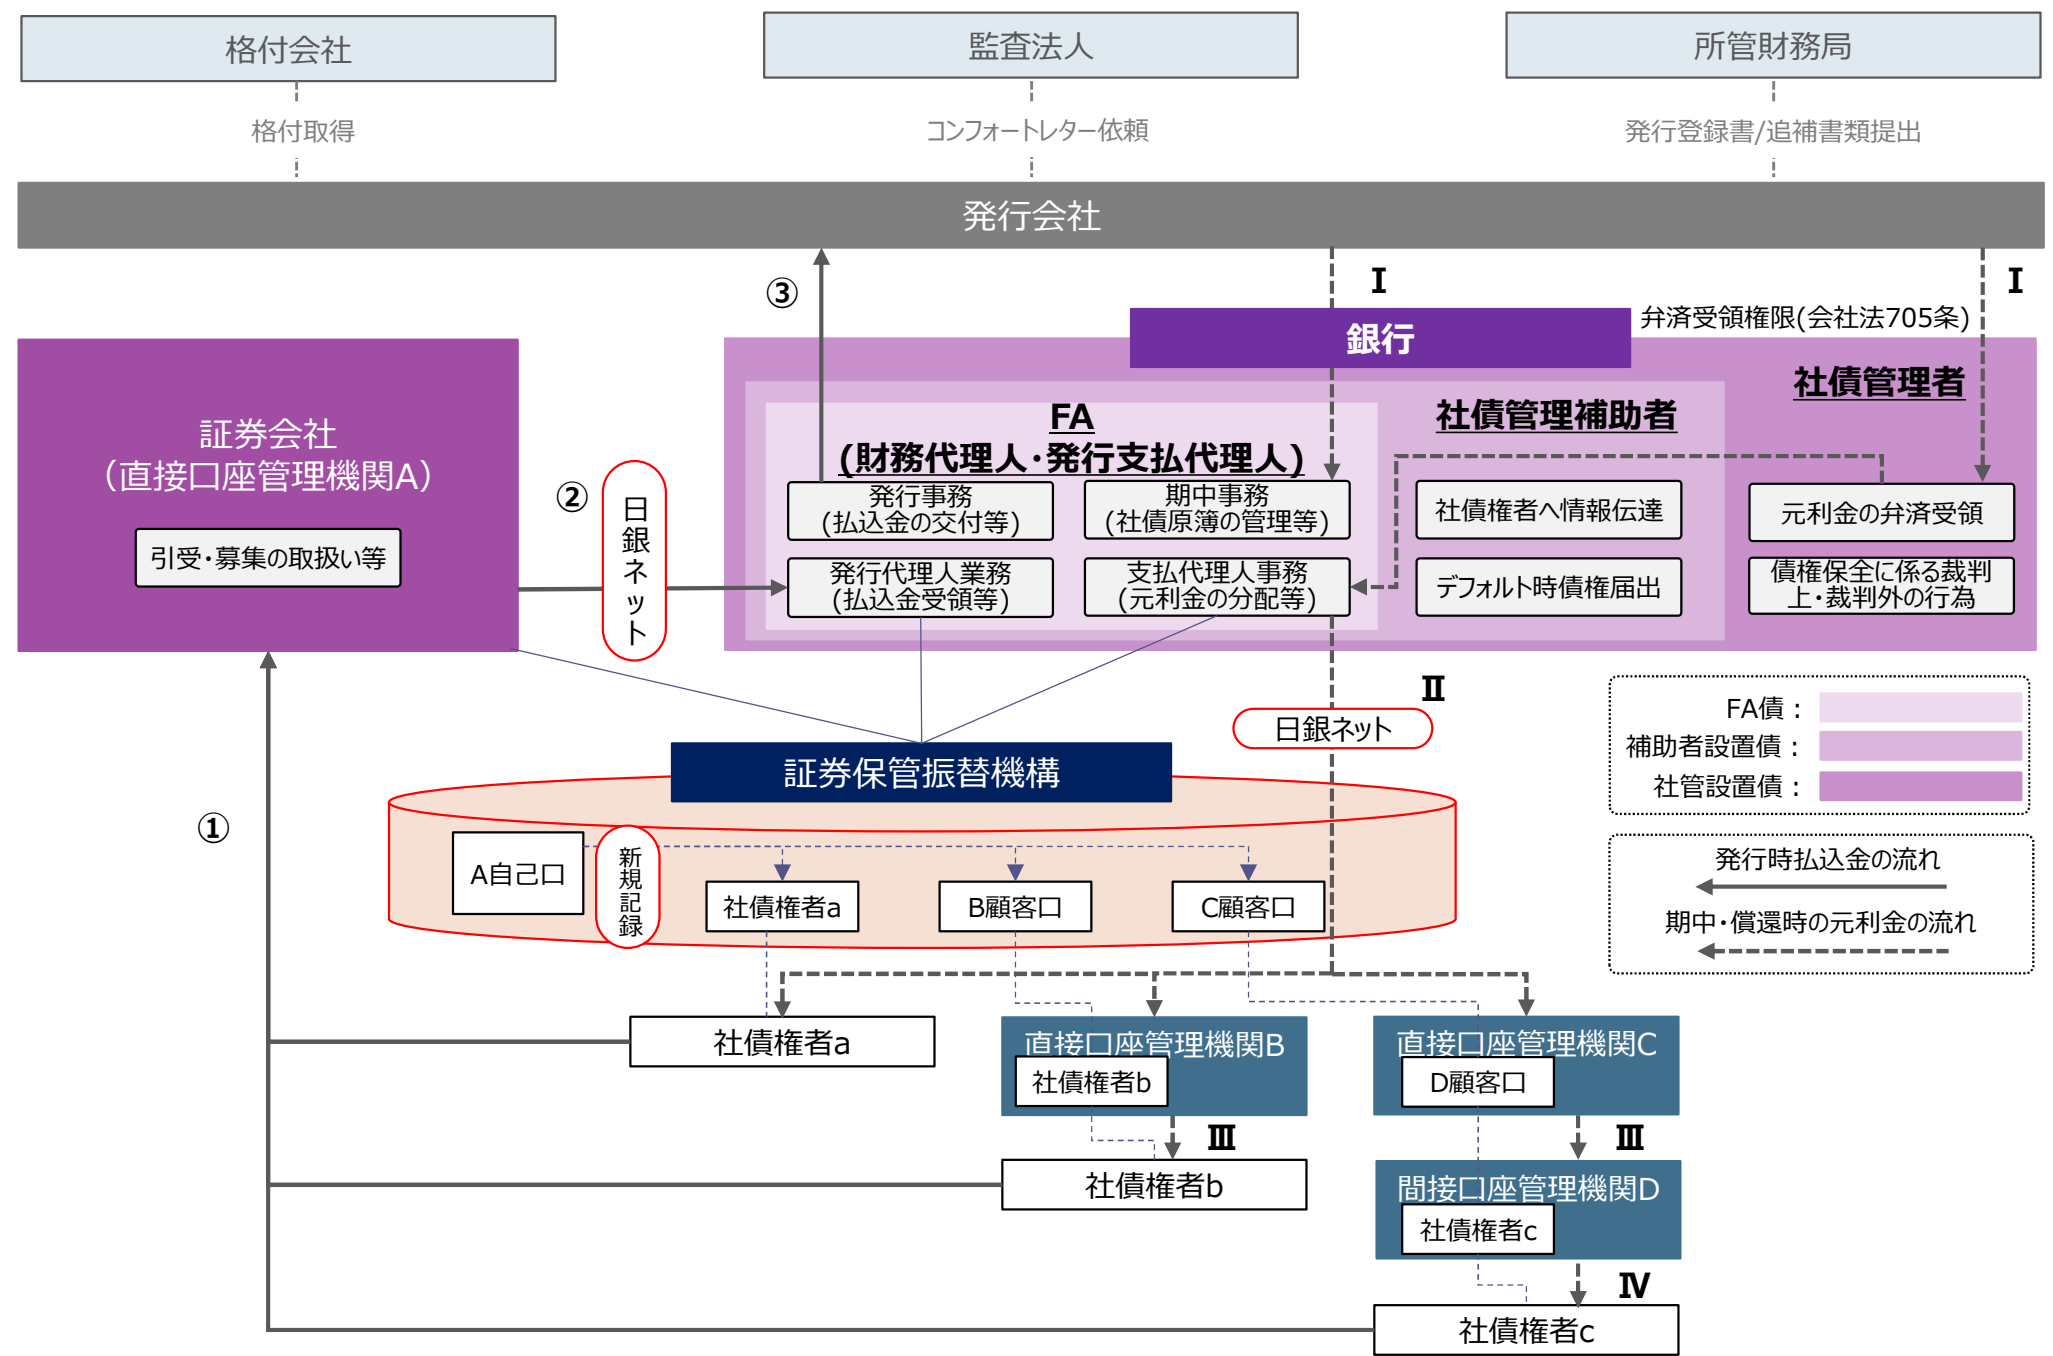 格付会社
監査法人
所管財務局
格付取得
コンフォートレター依頼
発行登録書/追補書類提出
発行会社
③
Ⅰ
Ⅰ
銀行
弁済受領権限(会社法705条)
社債管理者
社債管理補助者
FA
(財務代理人・発行支払代理人)
証券会社
（直接口座管理機関A）
引受・募集の取扱い等
②
日銀ネット
発行事務
(払込金の交付等)
期中事務
(社債原簿の管理等)
社債権者へ情報伝達
元利金の弁済受領
発行代理人業務
(払込金受領等)
支払代理人事務
(元利金の分配等)
デフォルト時債権届出
債権保全に係る裁判
上・裁判外の行為
Ⅱ
日銀ネット
FA債：
補助者設置債：
社管設置債：
証券保管振替機構
①
A自己口
新規記録
社債権者a
B顧客口
C顧客口
発行時払込金の流れ
期中・償還時の元利金の流れ
社債権者a
直接口座管理機関B
社債権者b
直接口座管理機関C
D顧客口
Ⅲ
Ⅲ
社債権者b
間接口座管理機関D
社債権者c
Ⅳ
社債権者c